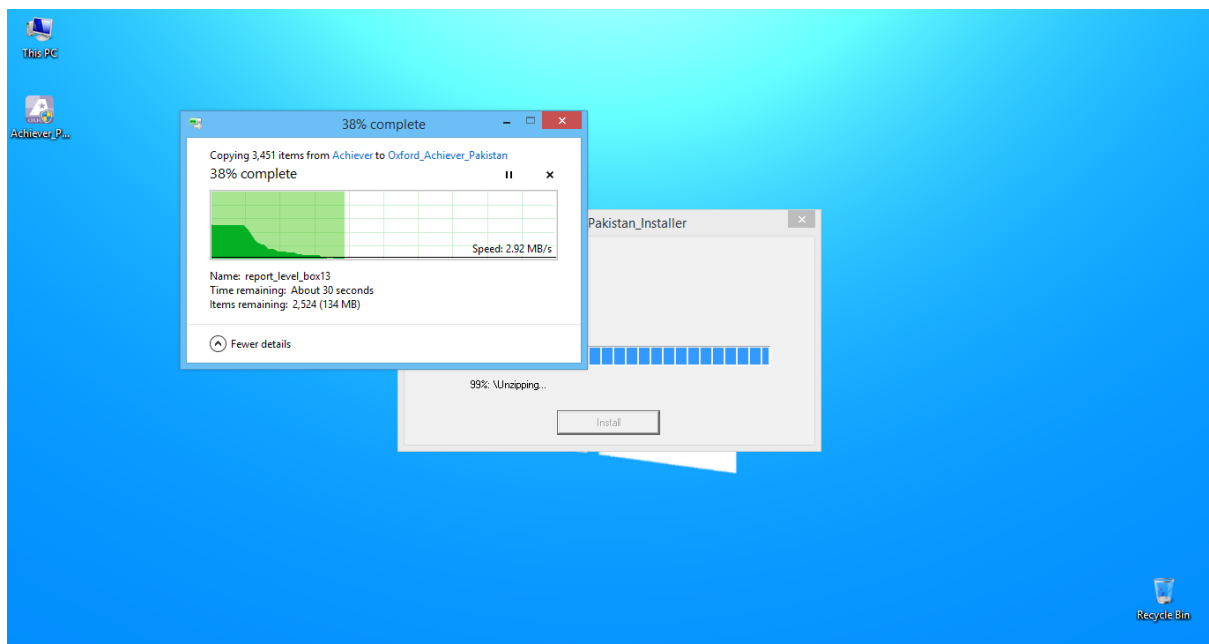 This PC
Achiever_P...
38% complete
Copying 3,451 items from Achiever to Oxford_Achiever_Pakistan
38% complete
Speed: 2.92 MB/s
Name: report_level_box13
Time remaining: About 30 seconds
Items remaining: 2,524 (134 MB)
Fewer details
Pakistan_Installer
99%: \Unzipping...
Install
Recycle Bin